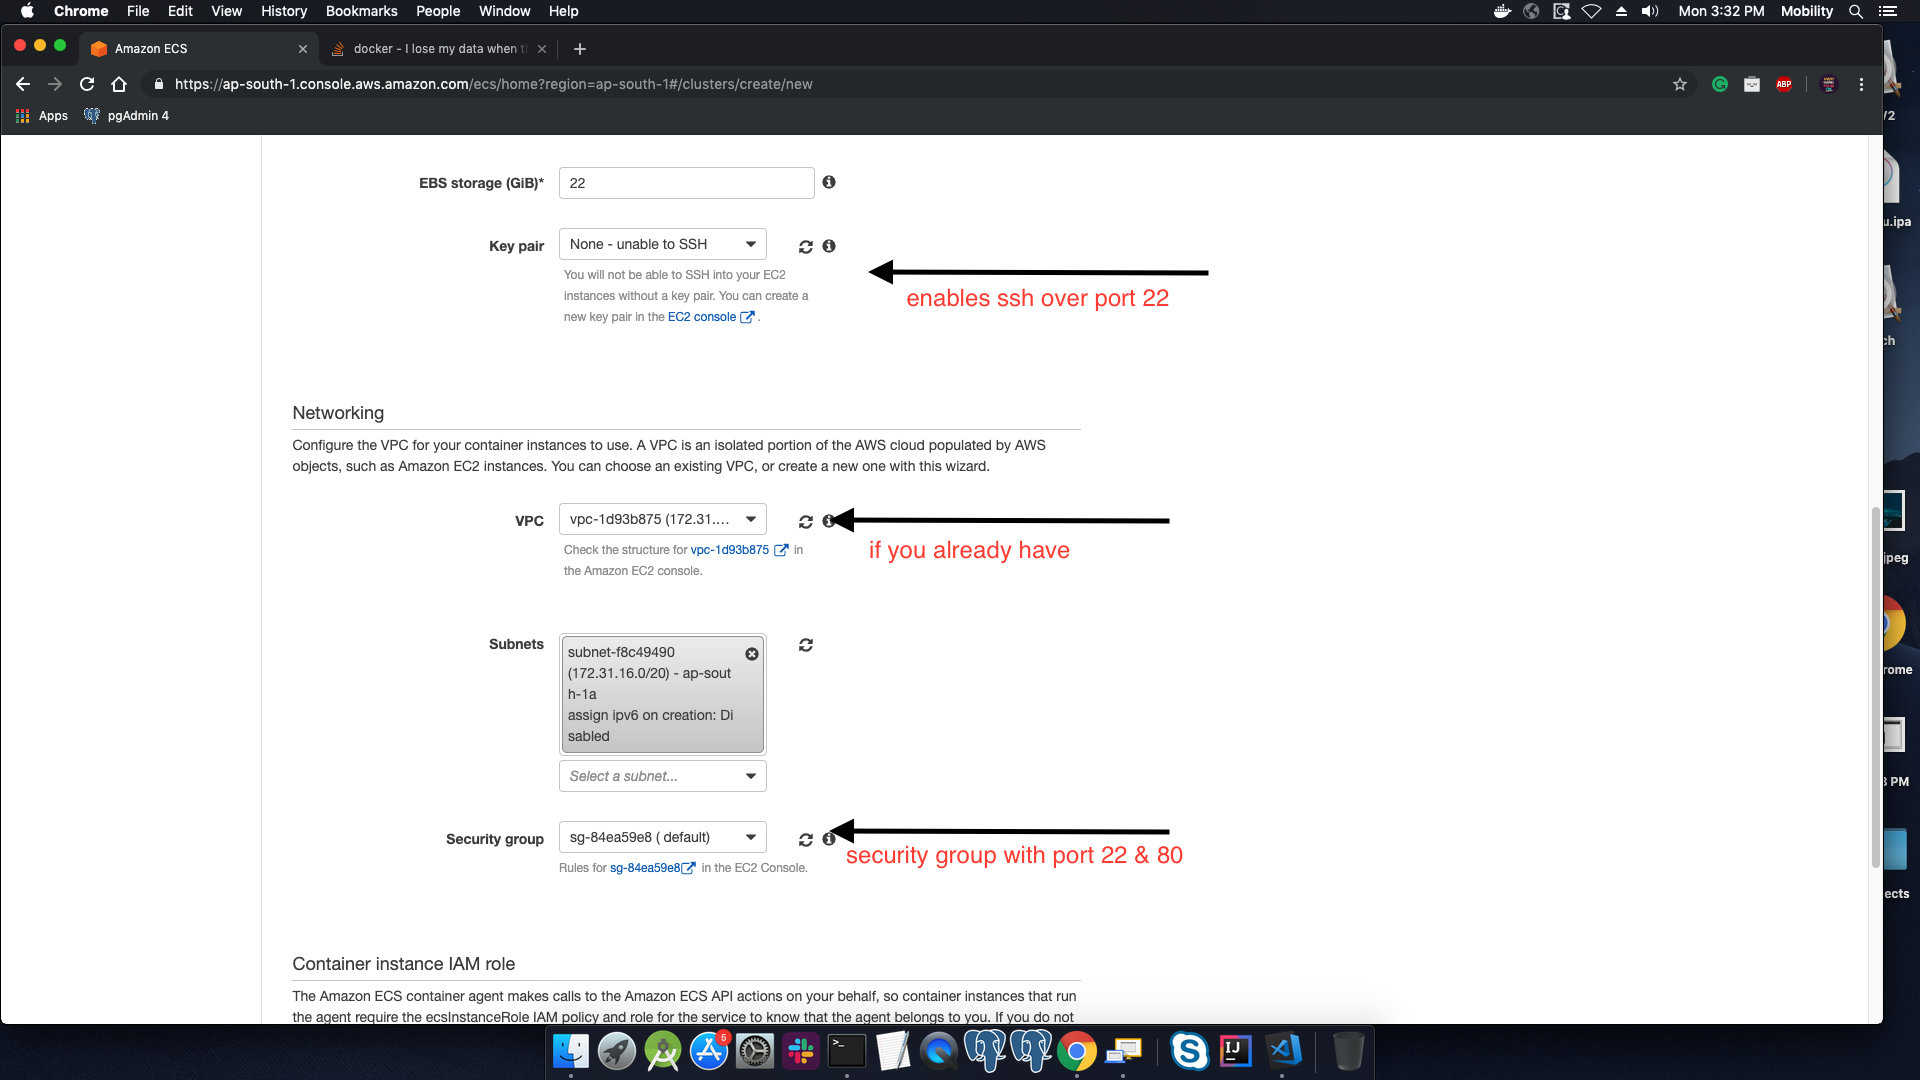 Chrome File Edit View History Bookmarks People Window Help
Mon 3:32 PM Mobility
Amazon ECS
docker - I lose my data when t
https://ap-south-1.console.aws.amazon.com/ecs/home?region=ap-south-1#/clusters/create/new
ABP
Apps pgAdmin 4
EBS storage (GiB)* 22
Key pair None - unable to SSH
You will not be able to SSH into your EC2
instances without a key pair. You can create a
new key pair in the EC2 console .
enables ssh over port 22
Networking
Configure the VPC for your container instances to use. A VPC is an isolated portion of the AWS cloud populated by AWS
objects, such as Amazon EC2 instances. You can choose an existing VPC, or create a new one with this wizard.
VPC vpc-1d93b875 (172.31....
Check the structure for vpc-1d93b875 in
the Amazon EC2 console.
if you already have
Subnets
subnet-f8c49490
(172.31.16.0/20) - ap-sout
h-1a
assign ipv6 on creation: Di
sabled
Select a subnet...
Security group sg-84ea59e8 ( default)
Rules for sg-84ea59e8 in the EC2 Console.
security group with port 22 & 80
Container instance IAM role
The Amazon ECS container agent makes calls to the Amazon ECS API actions on your behalf, so container instances that run
the agent require the ecsInstanceRole IAM policy and role for the service to know that the agent belongs to you. If you do not
/2
u.ipa
ch
jpeg
rome
PM
ects
5
IJ